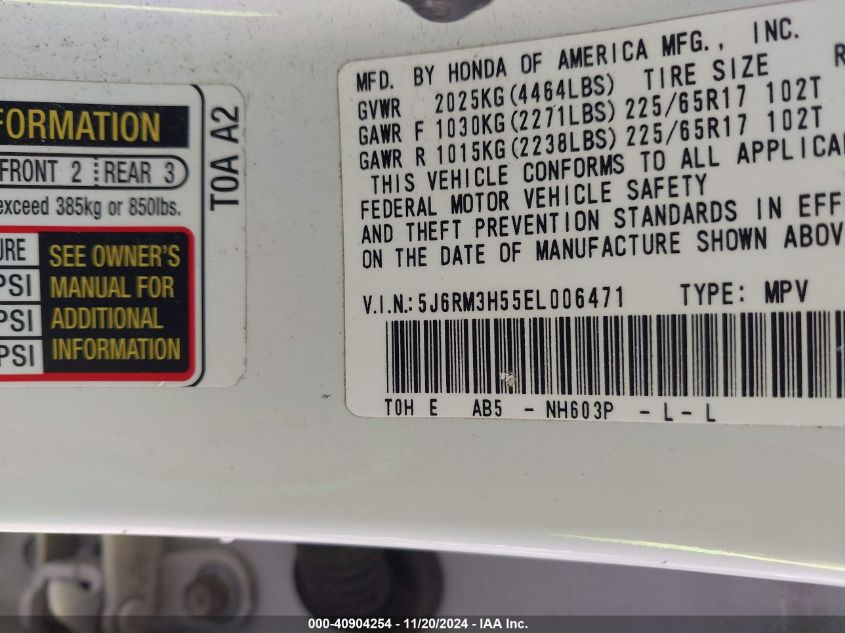 FORMATION
FRONT 2 REAR 3
exceed 385kg or 850lbs.
SEE OWNER'S
PSI MANUAL FOR
PSI ADDITIONAL
PSI INFORMATION
T0A A2
MFD. BY HONDA OF AMERICA MFG., INC.
GVWR 2025KG(4464LBS) TIRE SIZE R
GAWR F 1030KG(2271LBS) 225/65R17 102T
GAWR R 1015KG(2238LBS) 225/65R17 102T
THIS VEHICLE CONFORMS TO ALL APPLICA
FEDERAL MOTOR VEHICLE SAFETY
AND THEFT PREVENTION STANDARDS IN EFF
ON THE DATE OF MANUFACTURE SHOWN ABOV
V.I.N.: 5J6RM3H55EL006471 TYPE: MPV
T0H E AB5 - NH603P - L - L
000-40904254 - 11/20/2024 - IAA Inc.